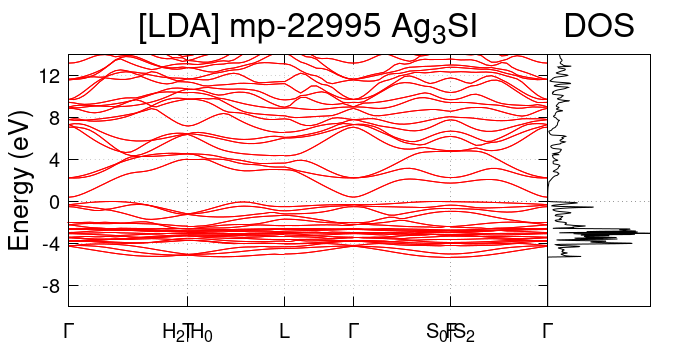 [LDA] mp-22995 Ag₃SI DOS
Energy (eV)
12
8
4
0
-4
-8
Γ H₂ T H₀ L Γ S₀ F S₂ Γ